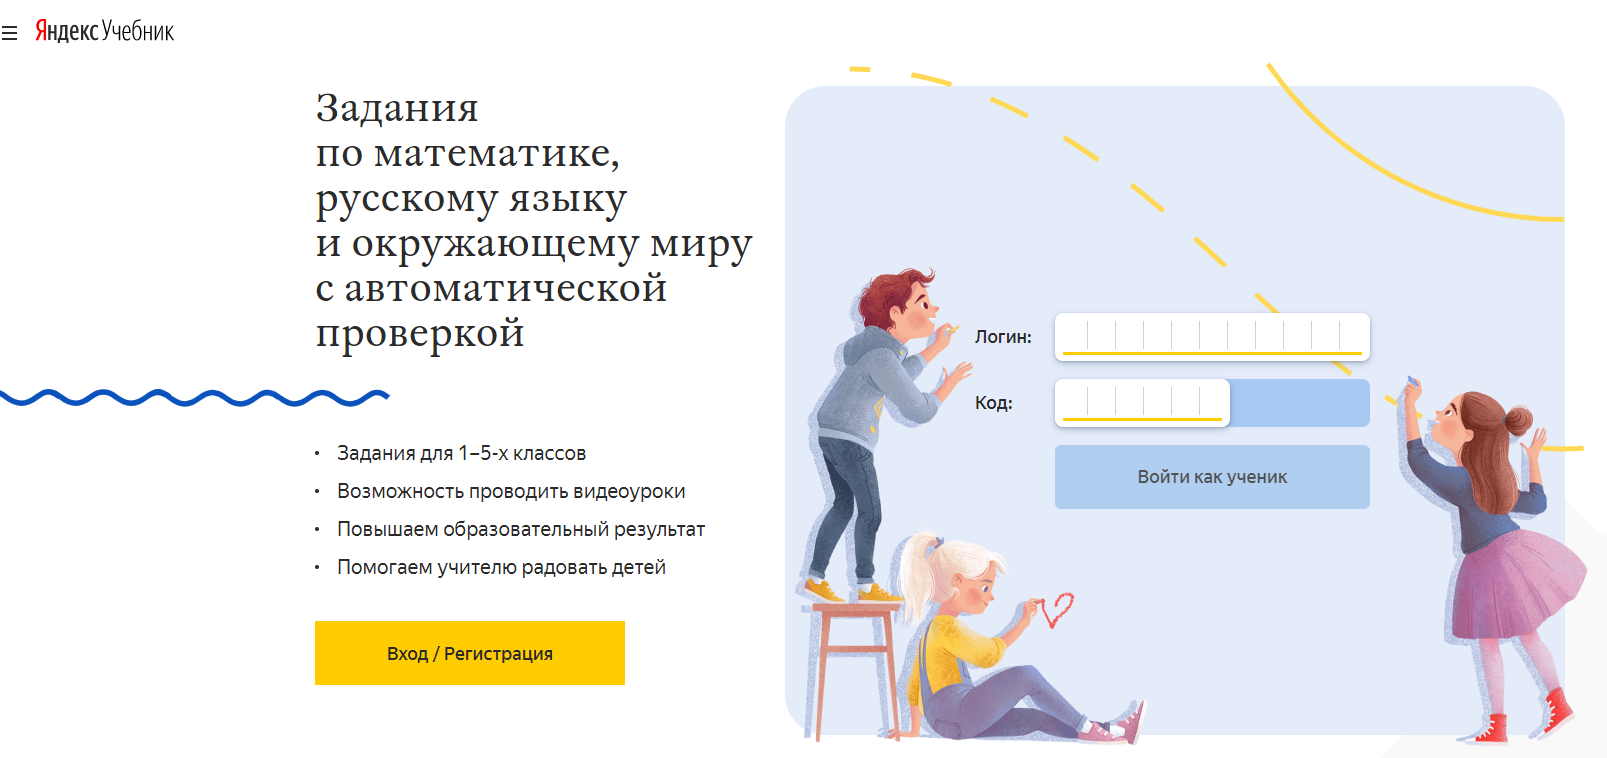 Яндекс Учебник
Задания
по математике,
русскому языку
и окружающему миру
с автоматической
проверкой
• Задания для 1–5-х классов
• Возможность проводить видеоуроки
• Повышаем образовательный результат
• Помогаем учителю радовать детей
Вход / Регистрация
Логин:
Код:
Войти как ученик